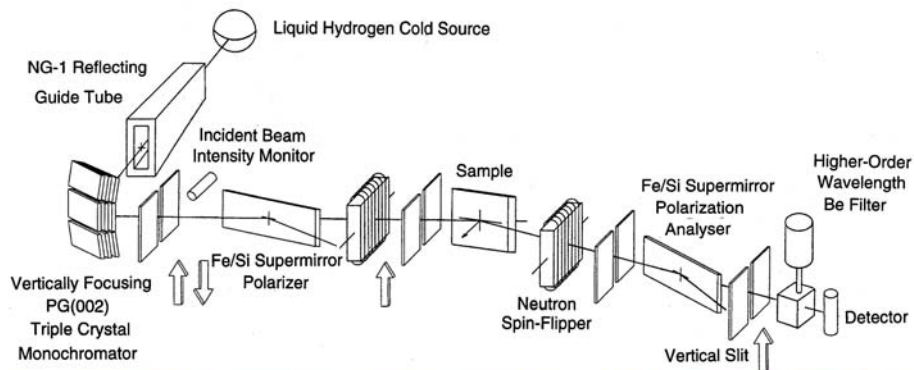 Liquid Hydrogen Cold Source
NG-1 Reflecting
Guide Tube
Incident Beam
Intensity Monitor
Sample
Higher-Order
Wavelength
Be Filter
Fe/Si Supermirror
Polarization
Analyser
Fe/Si Supermirror
Polarizer
Vertically Focusing
PG(002)
Triple Crystal
Monochromator
Neutron
Spin-Flipper
Detector
Vertical Slit